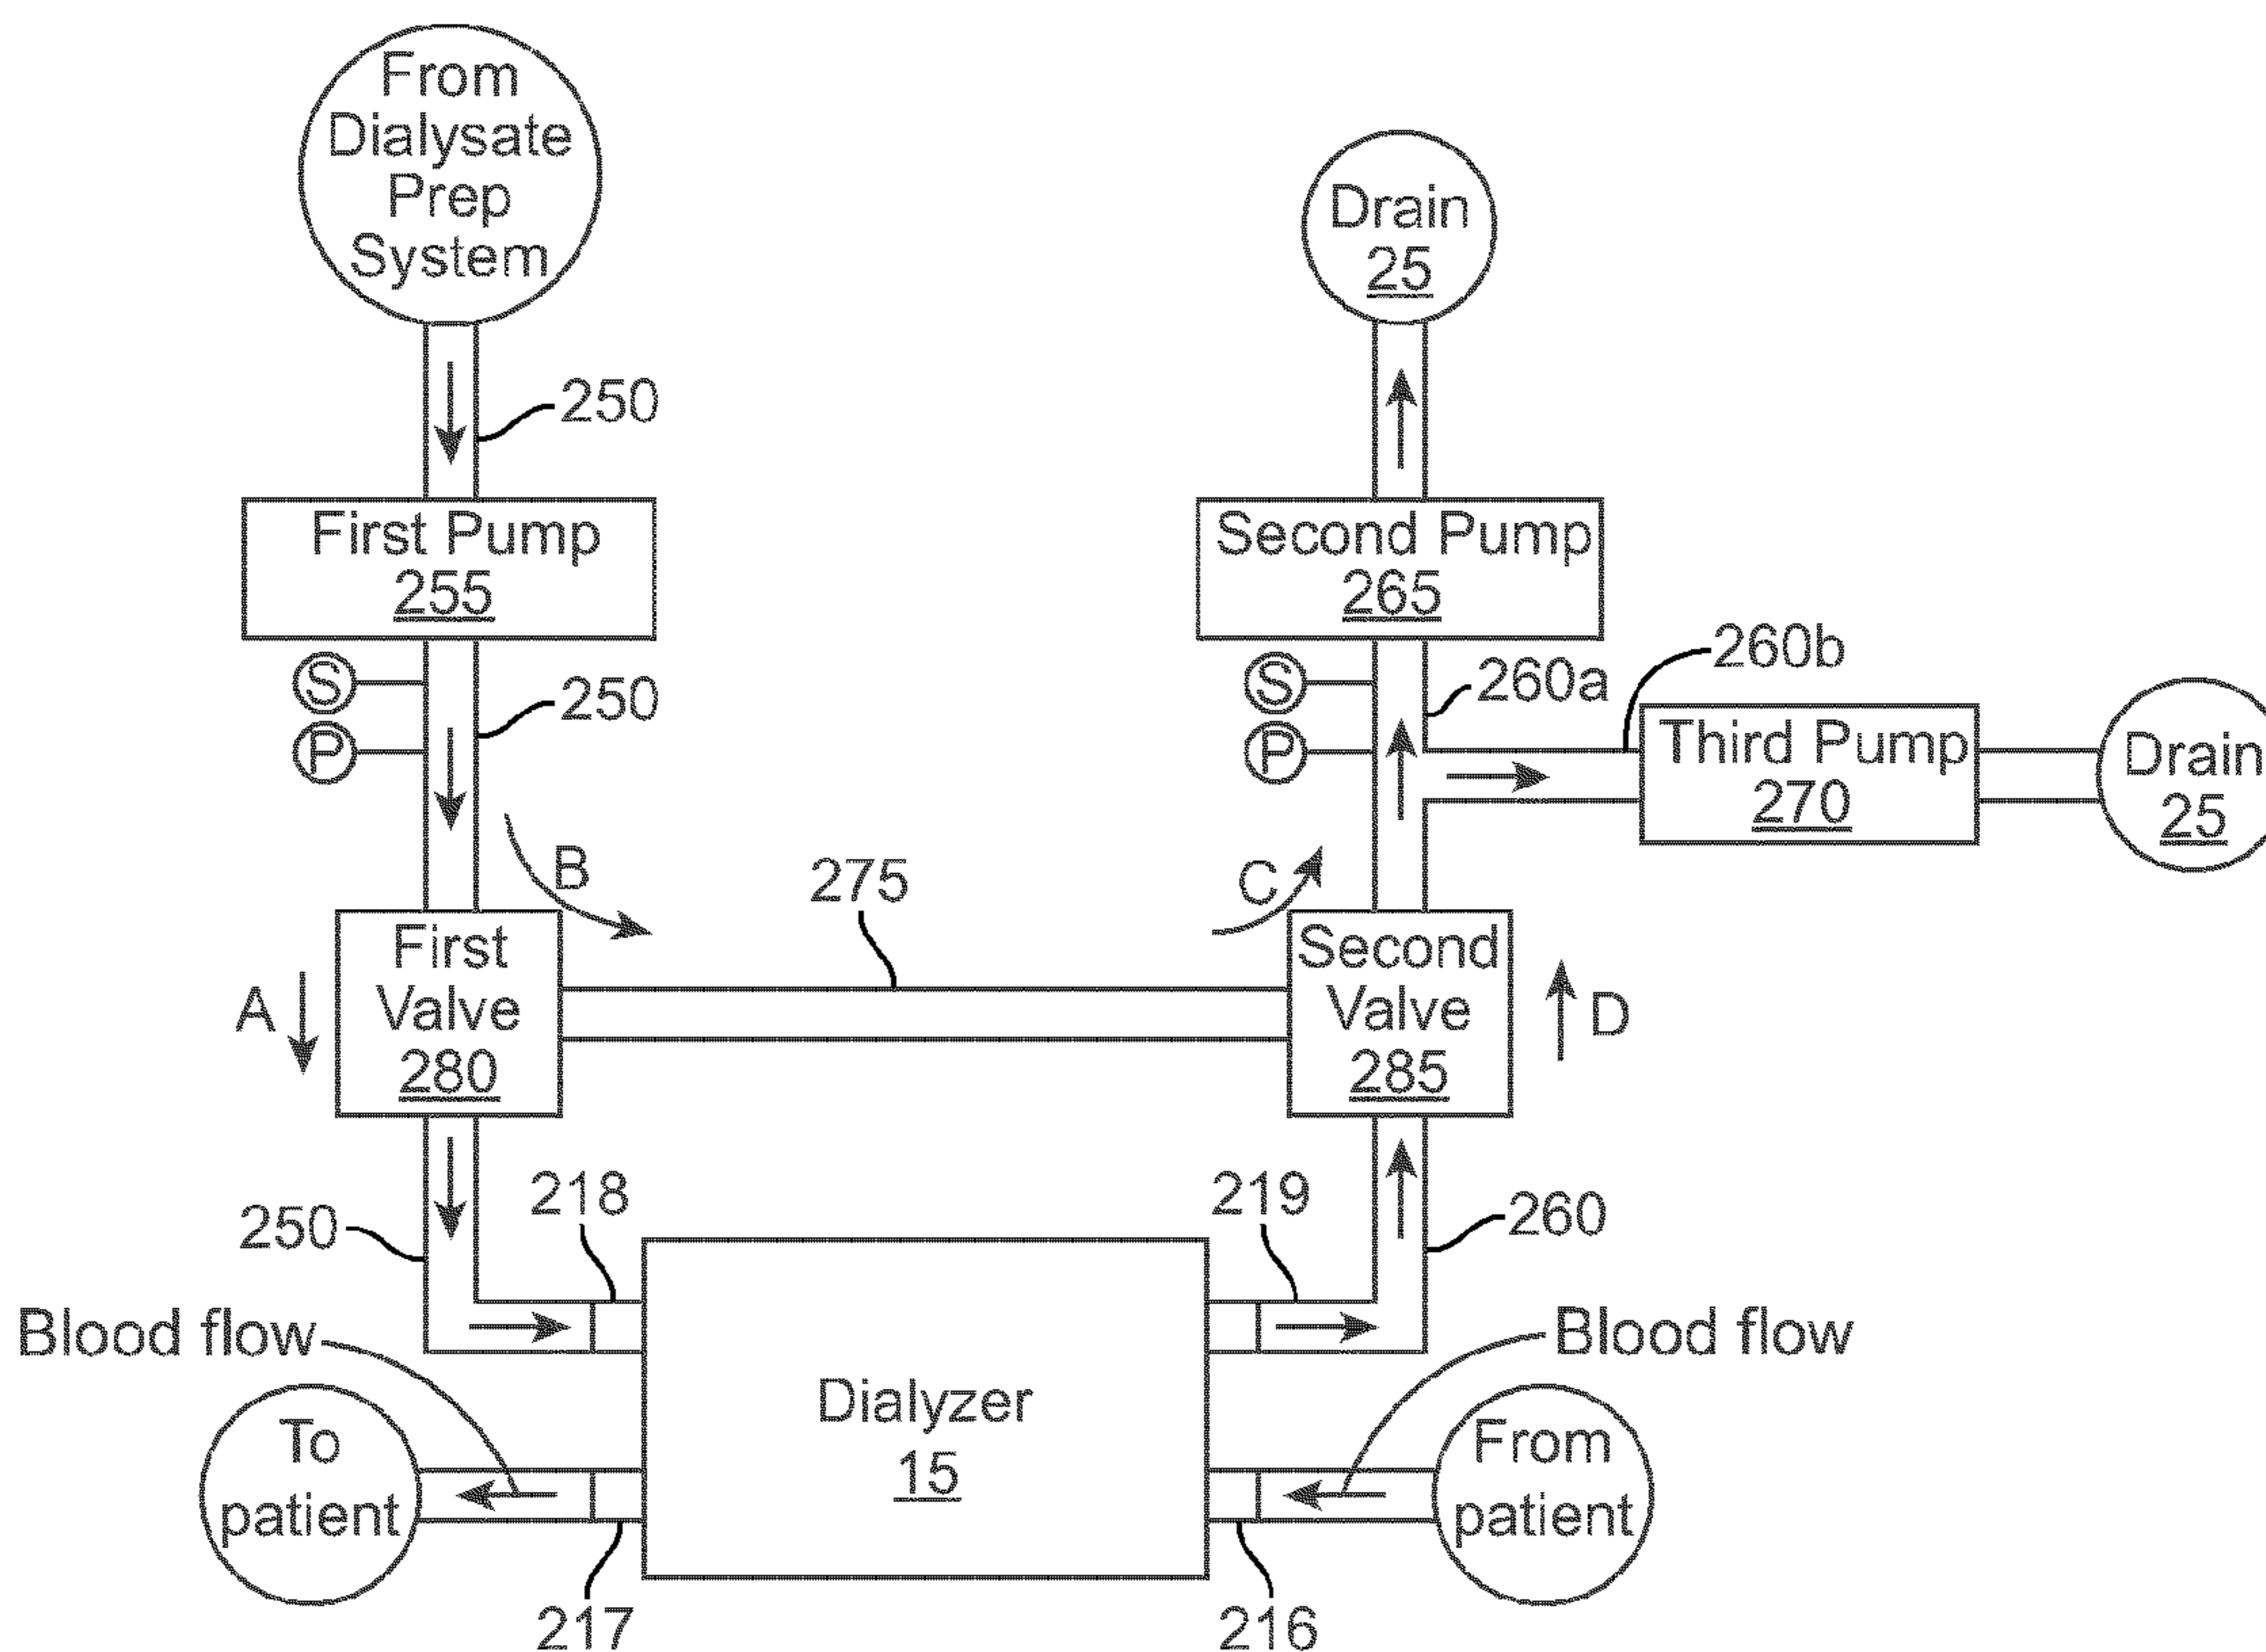 From
Dialysate
Prep
System
Drain
25
250
First Pump
255
Second Pump
265
260b
S
250
S
260a
P
P
Third Pump
270
Drain
25
B
275
C
First
Valve
280
Second
Valve
285
A
D
250
218
219
260
Blood flow
Blood flow
Dialyzer
15
To
patient
From
patient
217
216